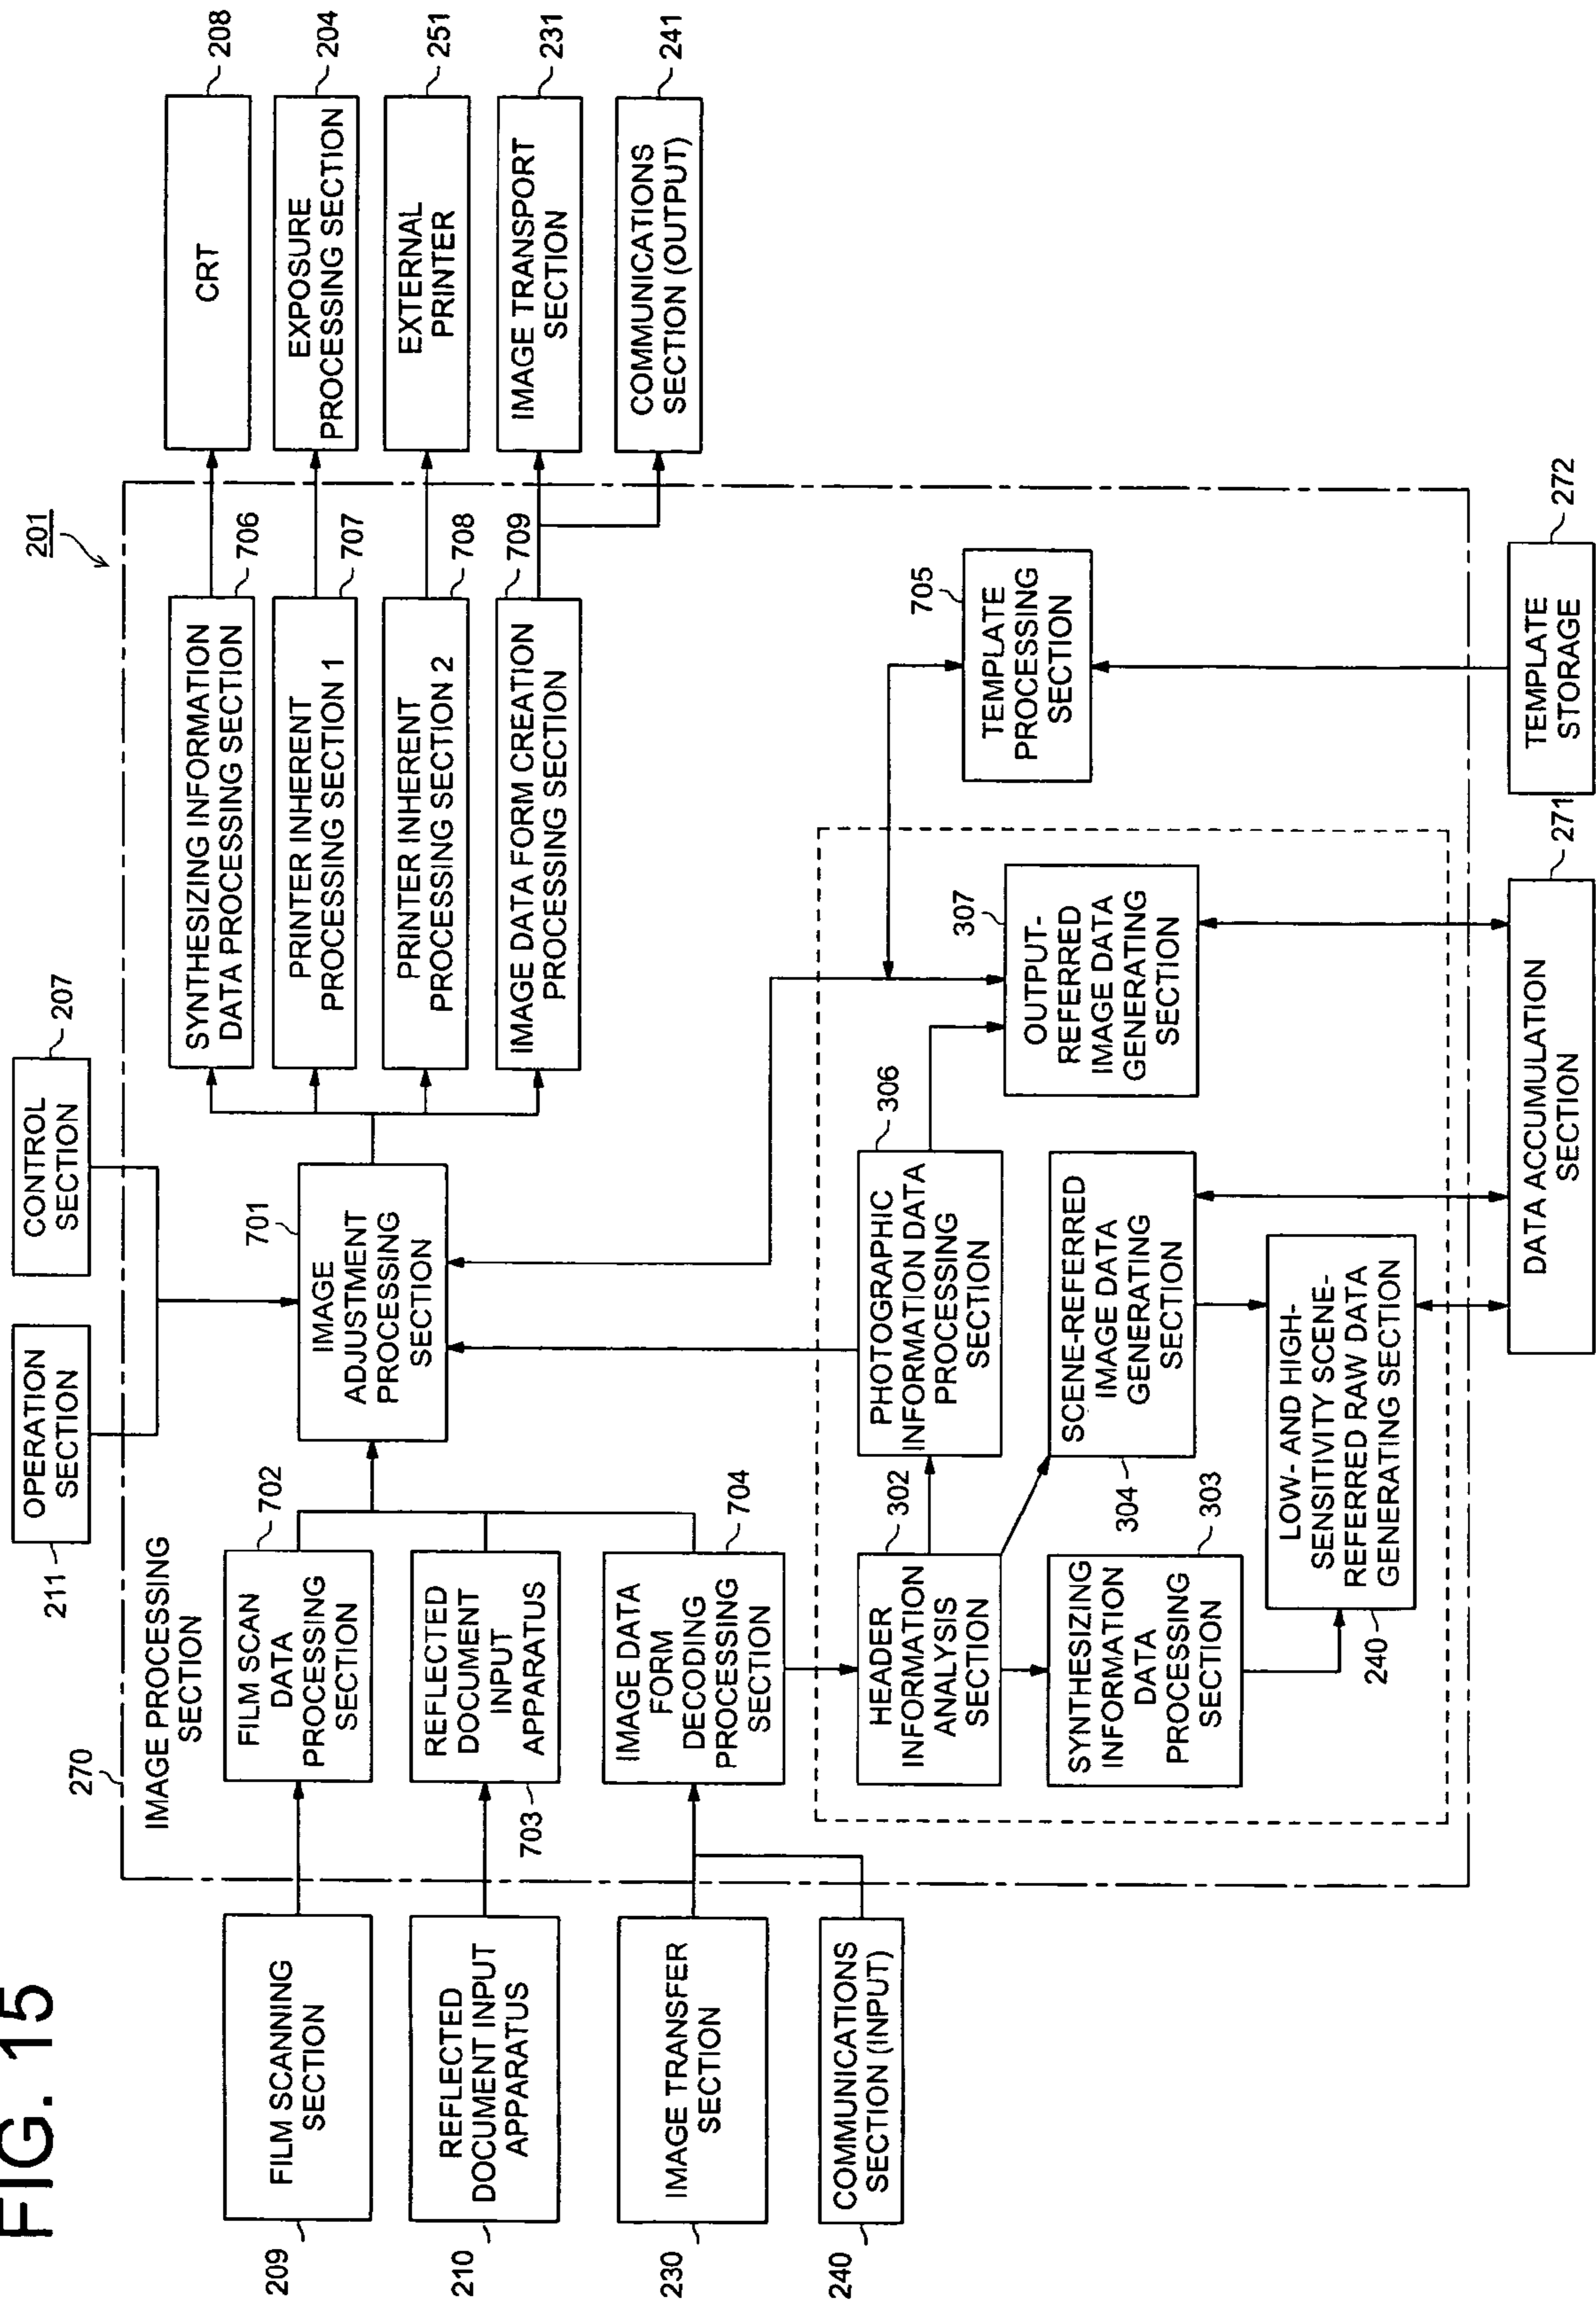 FIG. 15
201
211
OPERATION
SECTION
CONTROL
SECTION
207
270
IMAGE PROCESSING
SECTION
209
FILM SCANNING
SECTION
702
FILM SCAN
DATA
PROCESSING
SECTION
210
REFLECTED
DOCUMENT INPUT
APPARATUS
703
REFLECTED
DOCUMENT
INPUT
APPARATUS
230
IMAGE TRANSFER
SECTION
704
IMAGE DATA
FORM
DECODING
PROCESSING
SECTION
240
COMMUNICATIONS
SECTION (INPUT)
701
IMAGE
ADJUSTMENT
PROCESSING
SECTION
SYNTHESIZING INFORMATION
DATA PROCESSING SECTION
706
PRINTER INHERENT
PROCESSING SECTION 1
707
PRINTER INHERENT
PROCESSING SECTION 2
708
IMAGE DATA FORM CREATION
PROCESSING SECTION
709
CRT
208
EXPOSURE
PROCESSING SECTION
204
EXTERNAL
PRINTER
251
IMAGE TRANSPORT
SECTION
231
COMMUNICATIONS
SECTION (OUTPUT)
241
302
HEADER
INFORMATION
ANALYSIS
SECTION
306
PHOTOGRAPHIC
INFORMATION DATA
PROCESSING
SECTION
307
OUTPUT-
REFERRED
IMAGE DATA
GENERATING
SECTION
705
TEMPLATE
PROCESSING
SECTION
303
SYNTHESIZING
INFORMATION
DATA
PROCESSING
SECTION
304
SCENE-REFERRED
IMAGE DATA
GENERATING
SECTION
240
LOW- AND HIGH-
SENSITIVITY SCENE-
REFERRED RAW DATA
GENERATING SECTION
DATA ACCUMULATION
SECTION
271
TEMPLATE
STORAGE
272